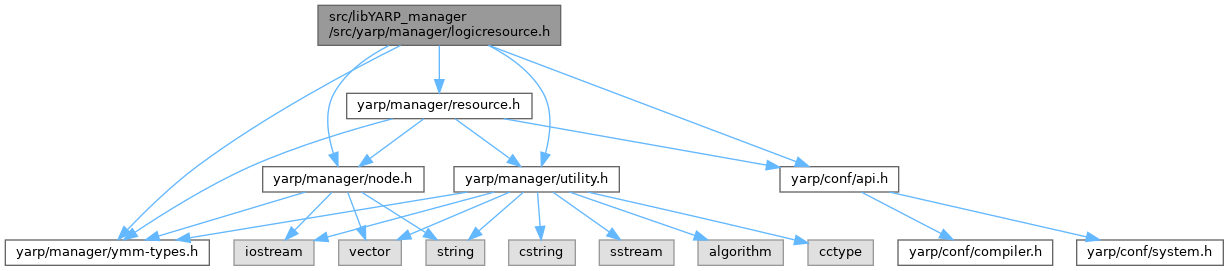 src/libYARP_manager
/src/yarp/manager/logicresource.h
yarp/manager/resource.h
yarp/manager/node.h
yarp/manager/utility.h
yarp/conf/api.h
yarp/manager/ymm-types.h
iostream
vector
string
cstring
sstream
algorithm
cctype
yarp/conf/compiler.h
yarp/conf/system.h